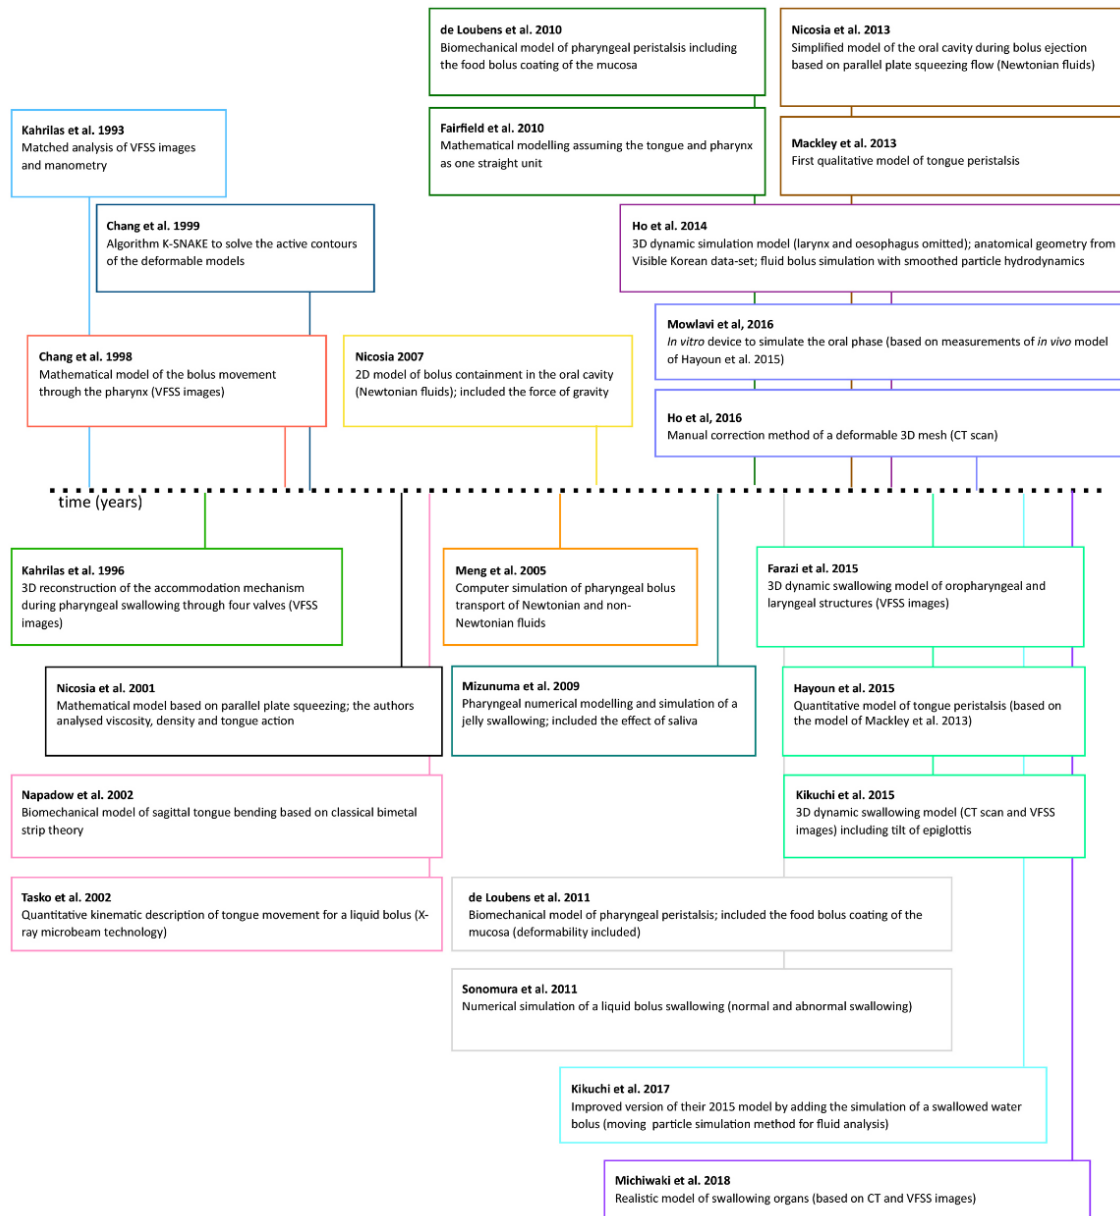 de Loubens et al. 2010
Biomechanical model of pharyngeal peristalsis including
the food bolus coating of the mucosa
Nicosia et al. 2013
Simplified model of the oral cavity during bolus ejection
based on parallel plate squeezing flow (Newtonian fluids)
Kahrilas et al. 1993
Matched analysis of VFSS images
and manometry
Fairfield et al. 2010
Mathematical modelling assuming the tongue and pharynx
as one straight unit
Mackley et al. 2013
First qualitative model of tongue peristalsis
Chang et al. 1999
Algorithm K-SNAKE to solve the active contours
of the deformable models
Ho et al. 2014
3D dynamic simulation model (larynx and oesophagus omitted); anatomical geometry from
Visible Korean data-set; fluid bolus simulation with smoothed particle hydrodynamics
Mowlavi et al, 2016
In vitro device to simulate the oral phase (based on measurements of in vivo model
of Hayoun et al. 2015)
Chang et al. 1998
Mathematical model of the bolus movement
through the pharynx (VFSS images)
Nicosia 2007
2D model of bolus containment in the oral cavity
(Newtonian fluids); included the force of gravity
Ho et al, 2016
Manual correction method of a deformable 3D mesh (CT scan)
time (years)
Kahrilas et al. 1996
3D reconstruction of the accommodation mechanism
during pharyngeal swallowing through four valves (VFSS
images)
Meng et al. 2005
Computer simulation of pharyngeal bolus
transport of Newtonian and non-
Newtonian fluids
Farazi et al. 2015
3D dynamic swallowing model of oropharyngeal and
laryngeal structures (VFSS images)
Nicosia et al. 2001
Mathematical model based on parallel plate squeezing; the authors
analysed viscosity, density and tongue action
Mizunuma et al. 2009
Pharyngeal numerical modelling and simulation of a
jelly swallowing; included the effect of saliva
Hayoun et al. 2015
Quantitative model of tongue peristalsis (based on
the model of Mackley et al. 2013)
Napadow et al. 2002
Biomechanical model of sagittal tongue bending based on classical bimetal
strip theory
Kikuchi et al. 2015
3D dynamic swallowing model (CT scan and VFSS
images) including tilt of epiglottis
Tasko et al. 2002
Quantitative kinematic description of tongue movement for a liquid bolus (X-
ray microbeam technology)
de Loubens et al. 2011
Biomechanical model of pharyngeal peristalsis; included the food bolus coating of the
mucosa (deformability included)
Sonomura et al. 2011
Numerical simulation of a liquid bolus swallowing (normal and abnormal swallowing)
Kikuchi et al. 2017
Improved version of their 2015 model by adding the simulation of a swallowed water
bolus (moving particle simulation method for fluid analysis)
Michiwaki et al. 2018
Realistic model of swallowing organs (based on CT and VFSS images)